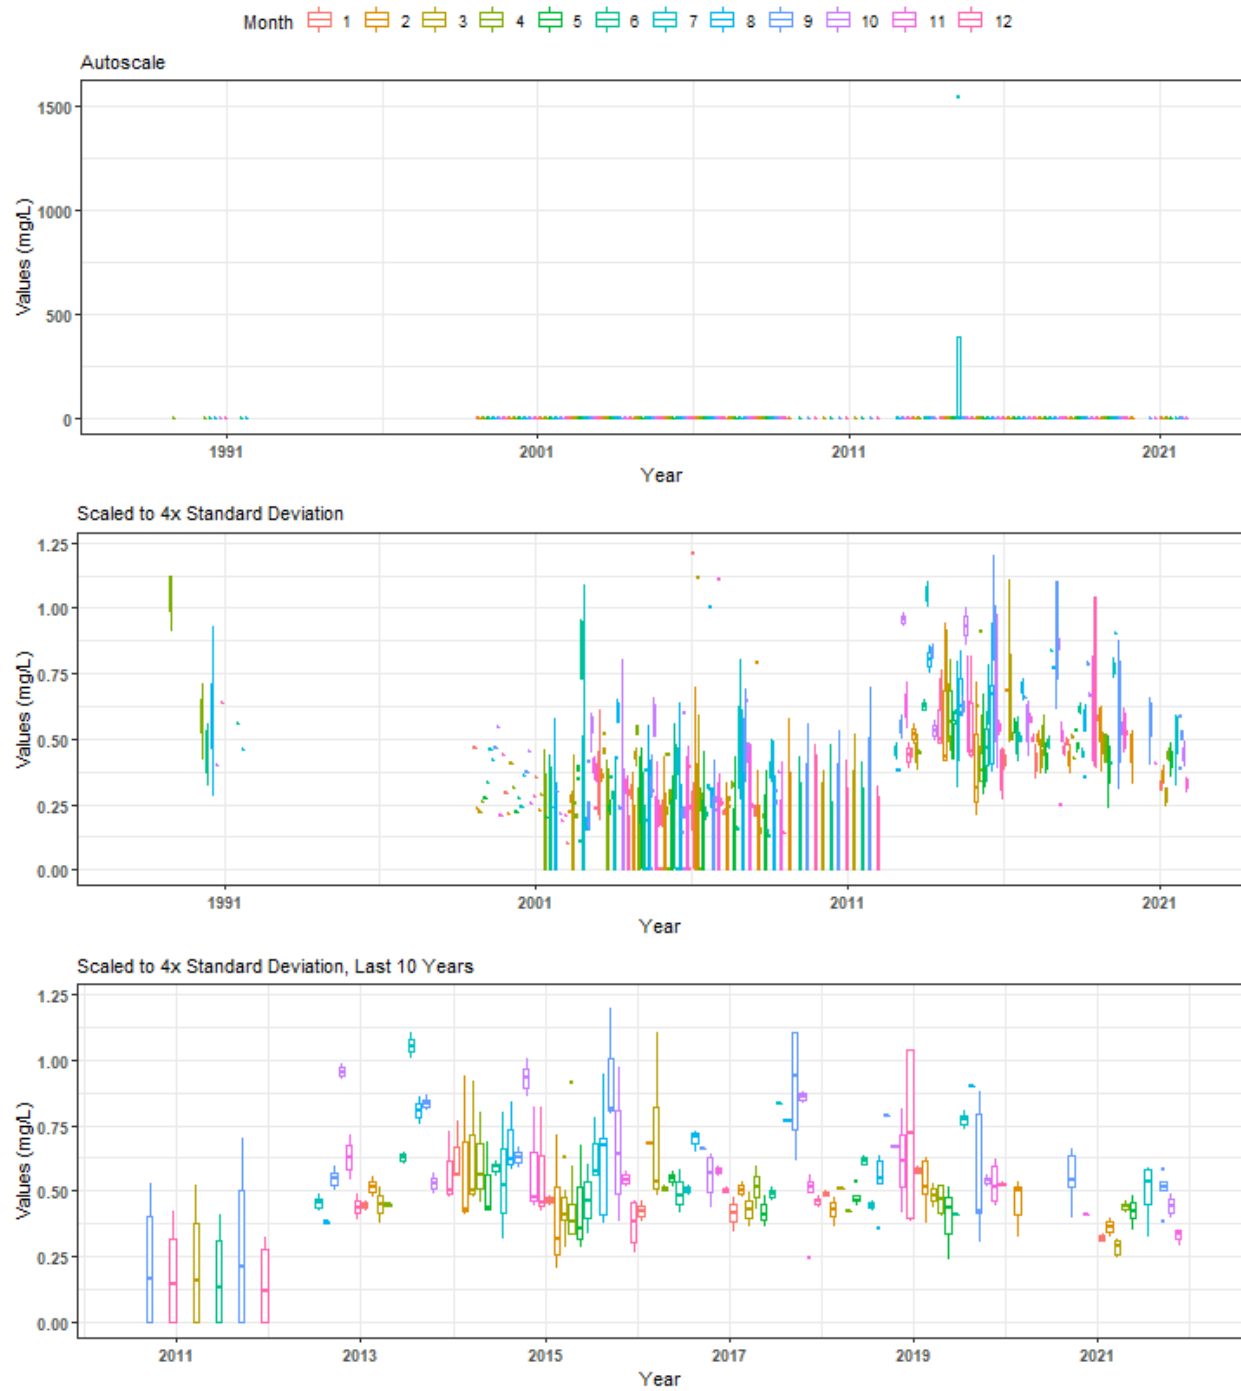 Month 1 2 3 4 5 6 7 8 9 10 11 12
Autoscale
1500
1000
500
0
Values (mg/L)
1991 2001 2011 2021
Year
Scaled to 4x Standard Deviation
1.25
1.00
0.75
0.50
0.25
0.00
Values (mg/L)
1991 2001 2011 2021
Year
Scaled to 4x Standard Deviation, Last 10 Years
1.25
1.00
0.75
0.50
0.25
0.00
Values (mg/L)
2011 2013 2015 2017 2019 2021
Year